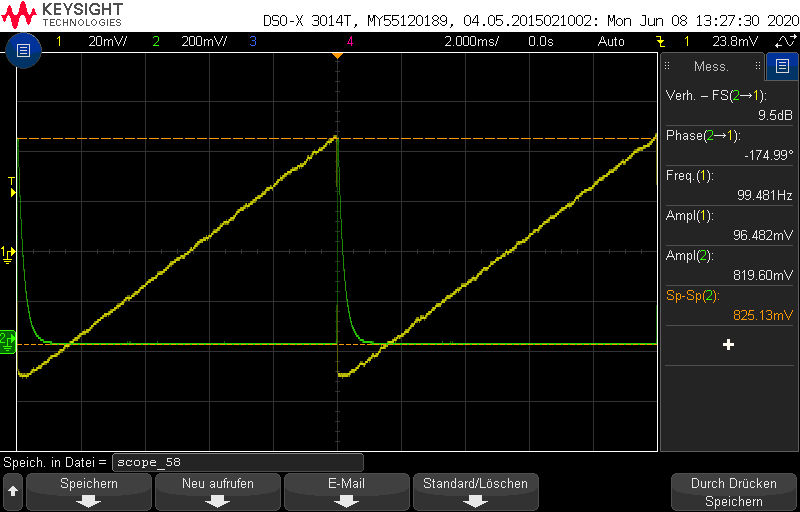 KEYSIGHT
TECHNOLOGIES
DSO-X 3014T, MY55120189, 04.05.2015021002: Mon Jun 08 13:27:30 2020
1 20mV/ 2 200mV/ 3 4 2.000ms/ 0.0s Auto 1 23.8mV/
Mess.
Verh. – FS(2→1):
9.5dB
Phase(2→1):
-174.99°
Freq.(1):
99.481Hz
Ampl(1):
96.482mV
Ampl(2):
819.60mV
Sp-Sp(2):
825.13mV
T
1
2
Speich. in Datei = scope_58
Speichern
Neu aufrufen
E-Mail
Standard/Löschen
Durch Drücken
Speichern